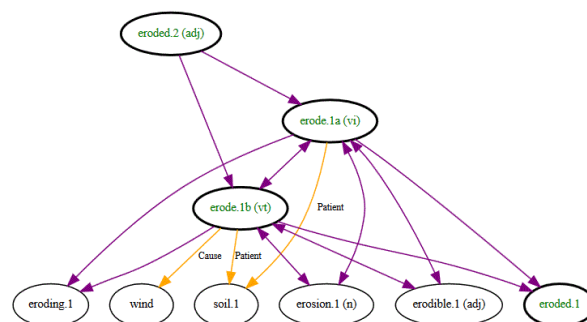 eroded.2 (adj)
erode.1a (vi)
erode.1b (vt)
Patient
Cause Patient
eroding.1 wind soil.1 erosion.1 (n) erodible.1 (adj) eroded.1